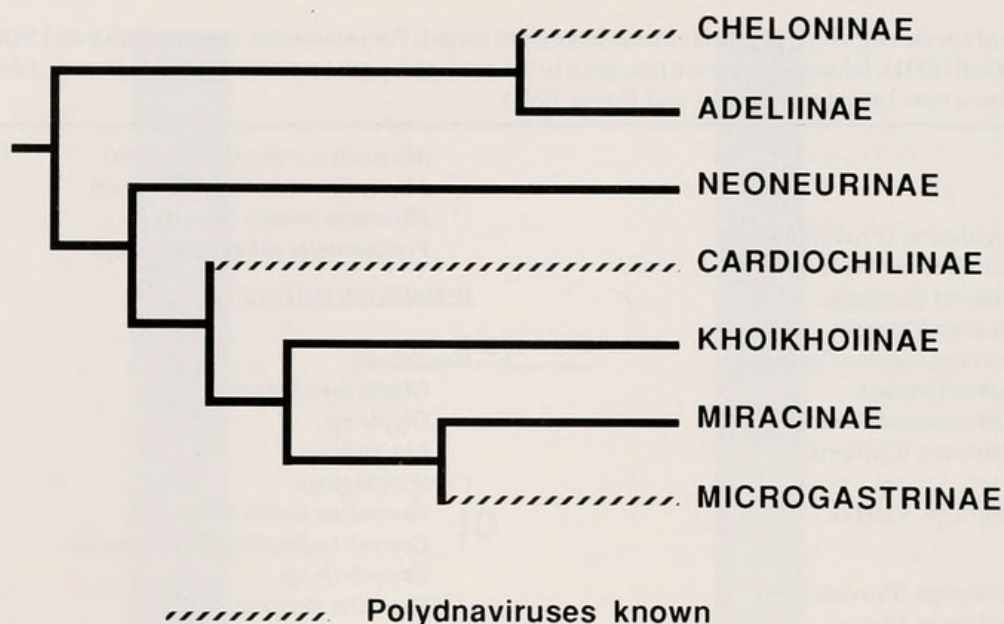 CHELONINAE
ADELIINAE
NEONEURINAE
CARDIOCHILINAE
KHOIKHOIINAE
MIRACINAE
MICROGASTRINAE
Polydnaviruses known